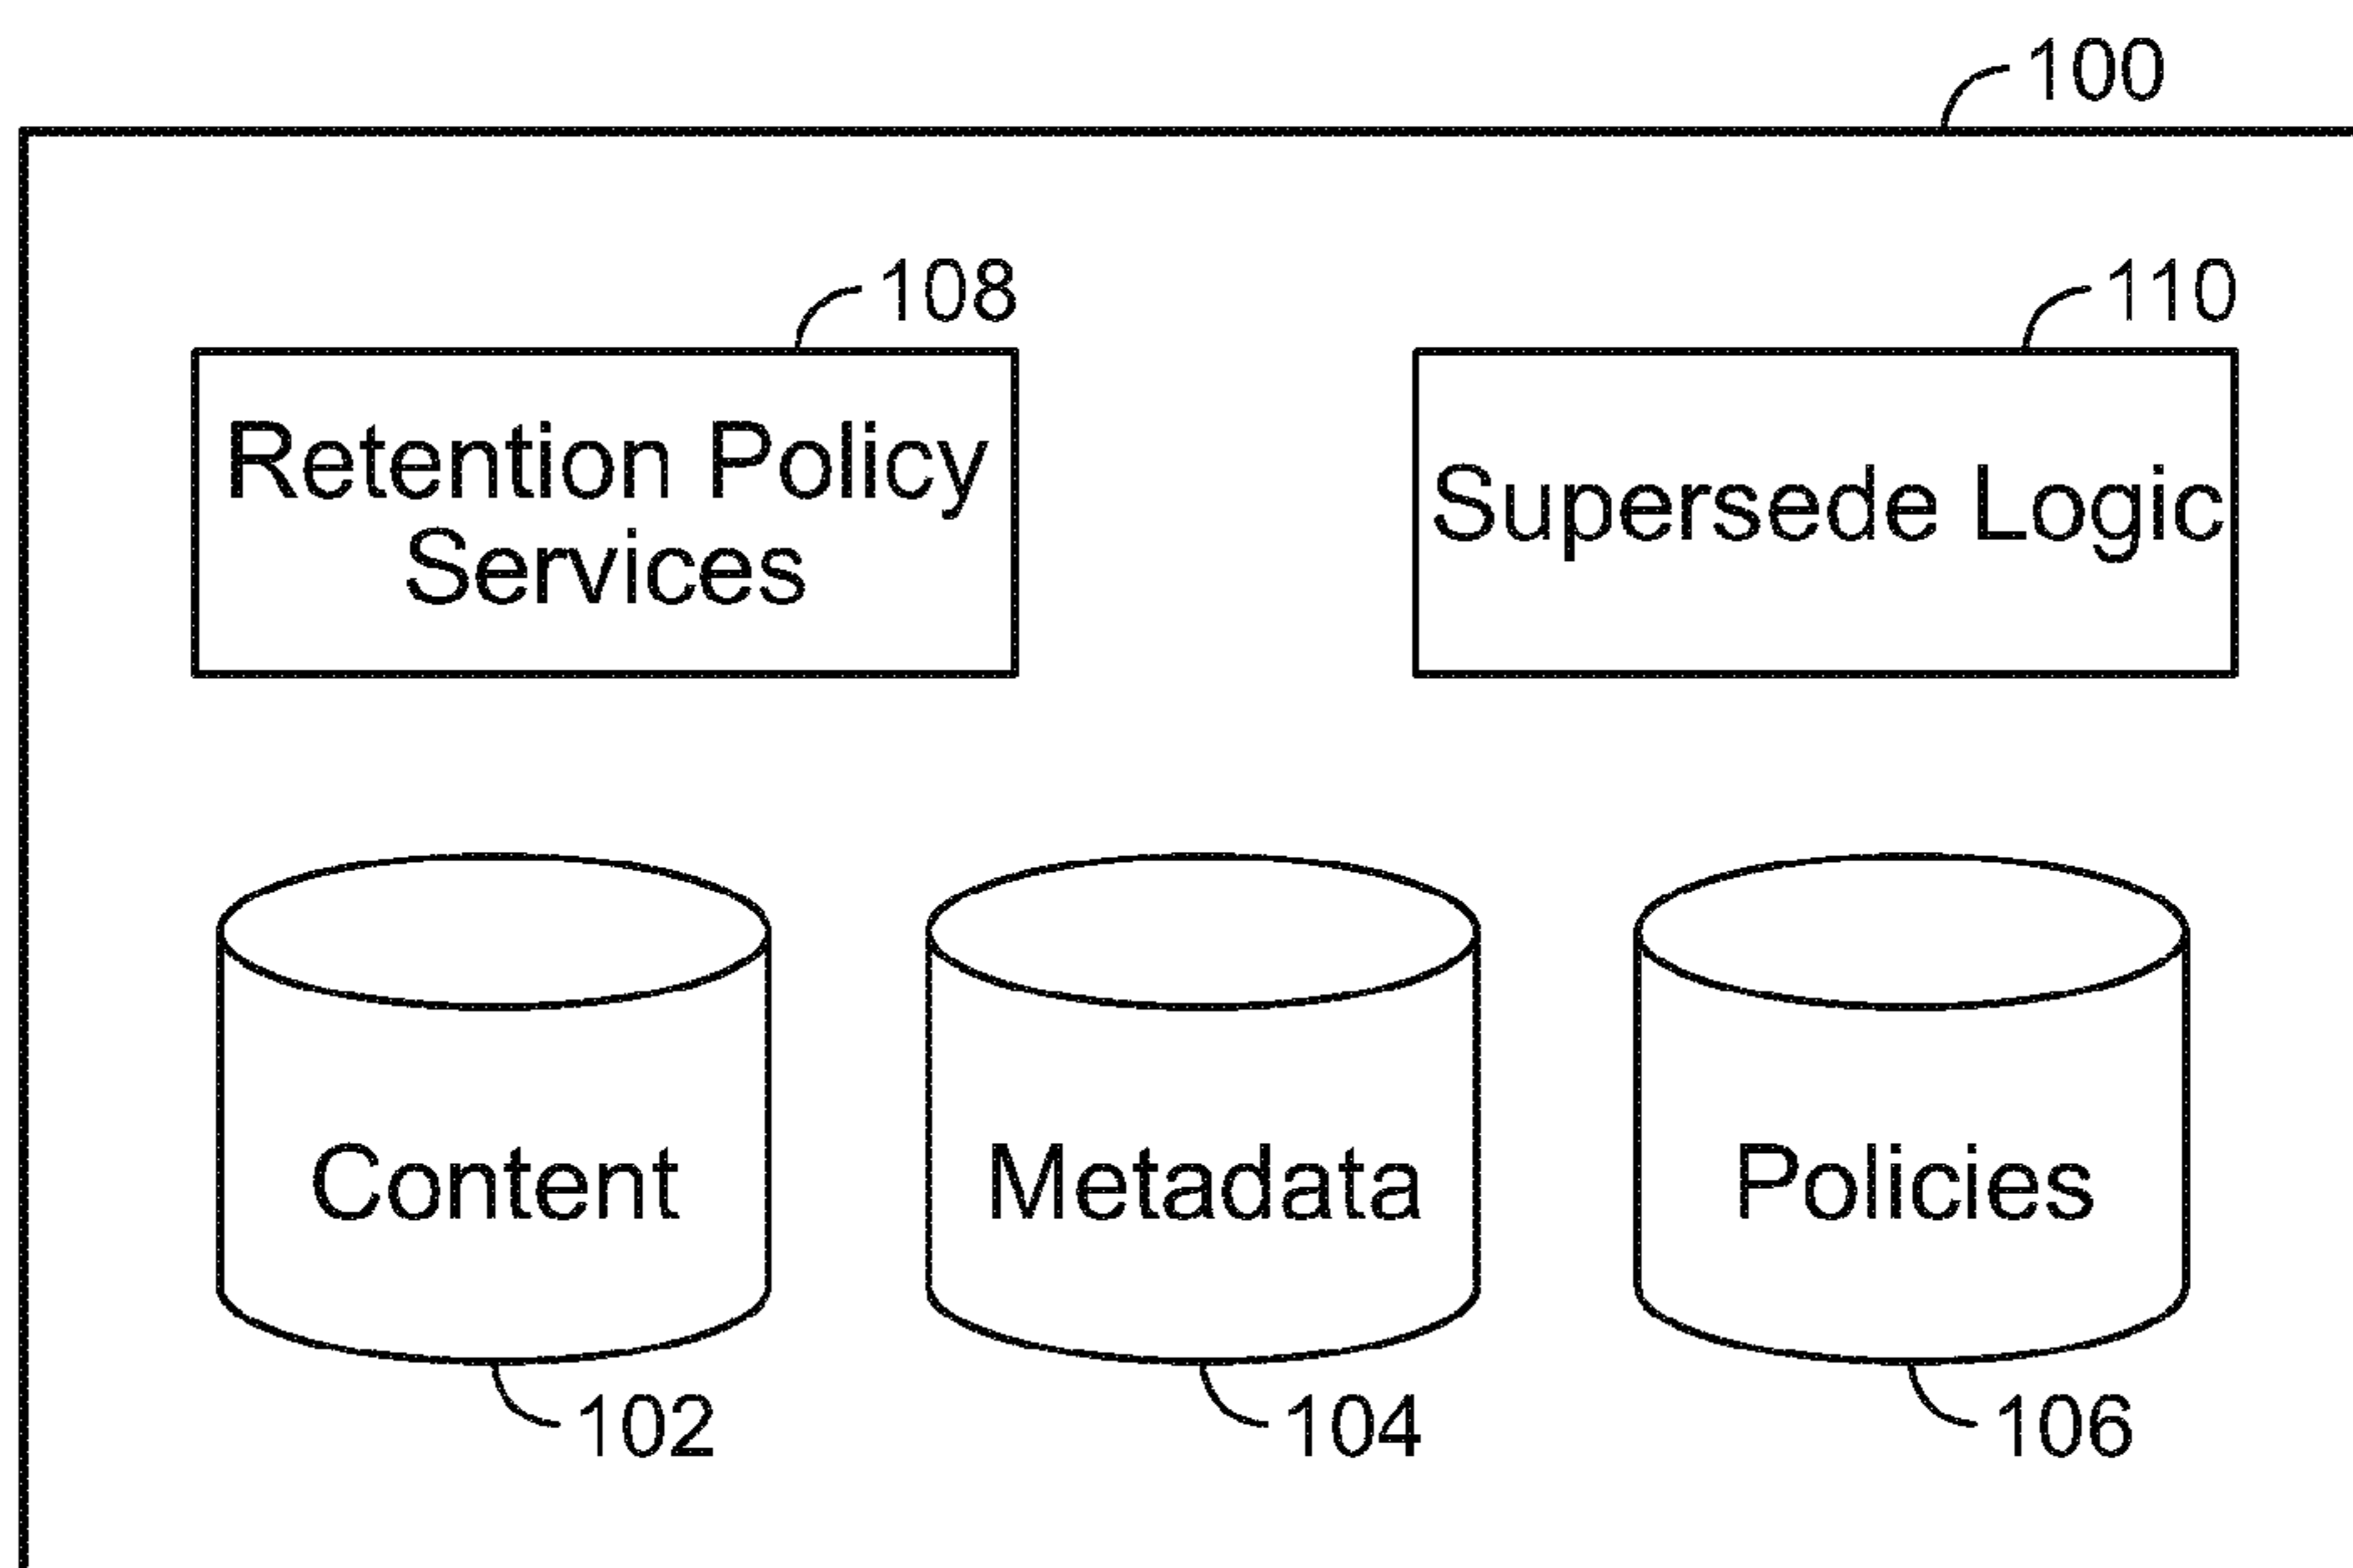 100
108
110
Retention Policy
Services
Supersede Logic
Content
Metadata
Policies
102
104
106